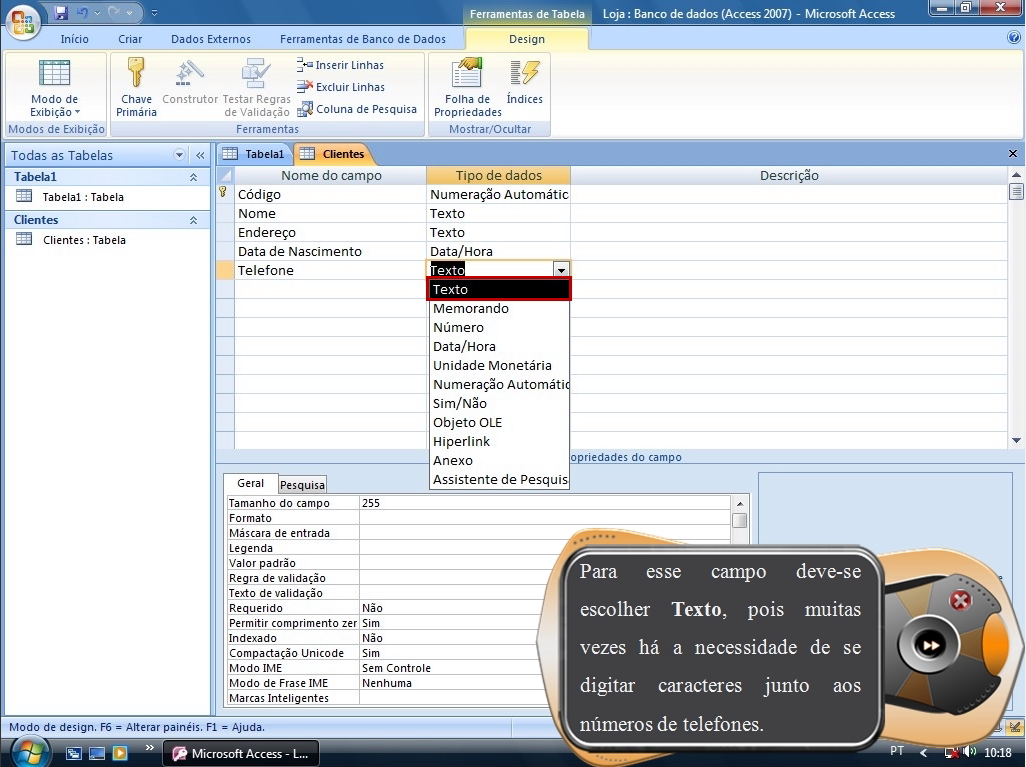 Ferramentas de Tabela
Loja : Banco de dados (Access 2007) - Microsoft Access
Início
Criar
Dados Externos
Ferramentas de Banco de Dados
Design
Modo de
Exibição
Chave
Primária
Construtor
Testar Regras
de Validação
Inserir Linhas
Excluir Linhas
Coluna de Pesquisa
Folha de
Propriedades
Índices
Modos de Exibição
Ferramentas
Mostrar/Ocultar
Todas as Tabelas
Tabela1
Tabela1 : Tabela
Clientes
Clientes : Tabela
Tabela1
Clientes
Nome do campo
Tipo de dados
Descrição
Código
Numeração Automátic
Nome
Texto
Endereço
Texto
Data de Nascimento
Data/Hora
Telefone
Texto
Texto
Memorando
Número
Data/Hora
Unidade Monetária
Numeração Automátic
Sim/Não
Objeto OLE
Hiperlink
Anexo
Assistente de Pesquis
opriedades do campo
Geral
Pesquisa
Tamanho do campo
255
Formato
Máscara de entrada
Legenda
Valor padrão
Regra de validação
Texto de validação
Requerido
Não
Permitir comprimento zer
Sim
Indexado
Não
Compactação Unicode
Sim
Modo IME
Sem Controle
Modo de Frase IME
Nenhuma
Marcas Inteligentes
Para esse campo deve-se
escolher Texto, pois muitas
vezes há a necessidade de se
digitar caracteres junto aos
números de telefones.
Modo de design. F6 = Alterar painéis. F1 = Ajuda.
Microsoft Access - L...
PT
10:18